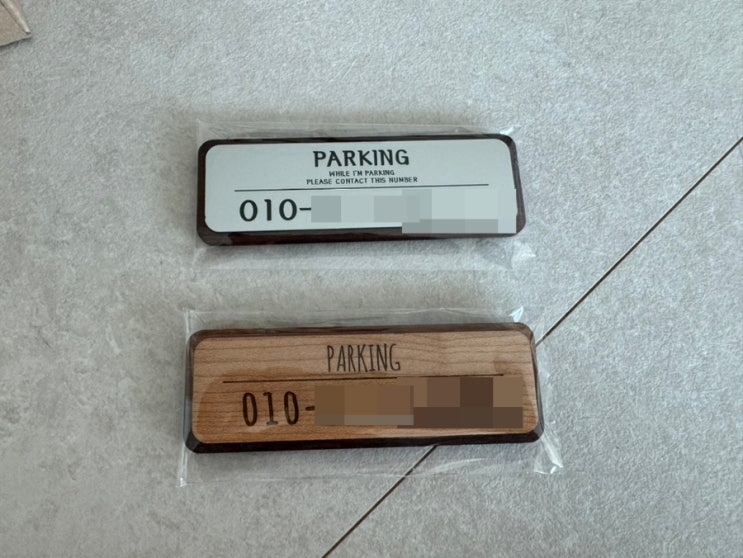 PARKING
WHILE I'M PARKING
PLEASE CONTACT THIS NUMBER
010-
PARKING
010-